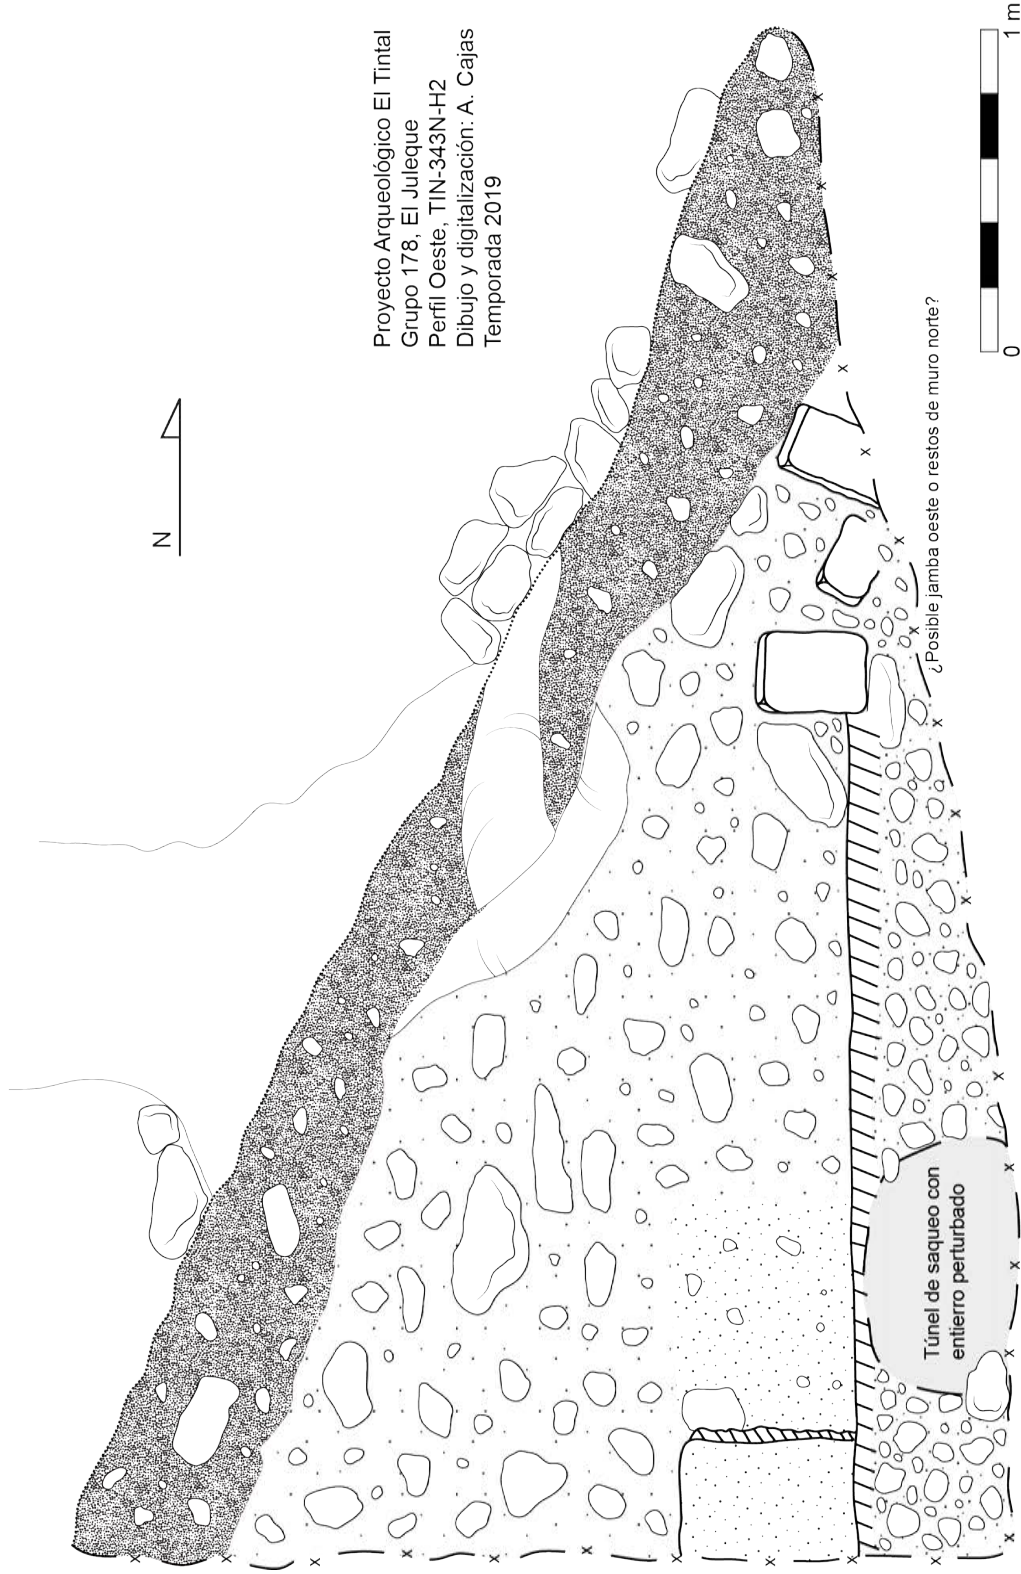 Proyecto Arqueológico El Tintal
Grupo 178, El Juleque
Perfil Oeste, TIN-343N-H2
Dibujo y digitalización: A. Cajas
Temporada 2019
N
¿Posible jamba oeste o restos de muro norte?
Túnel de saqueo con
entierro perturbado
0
1 m